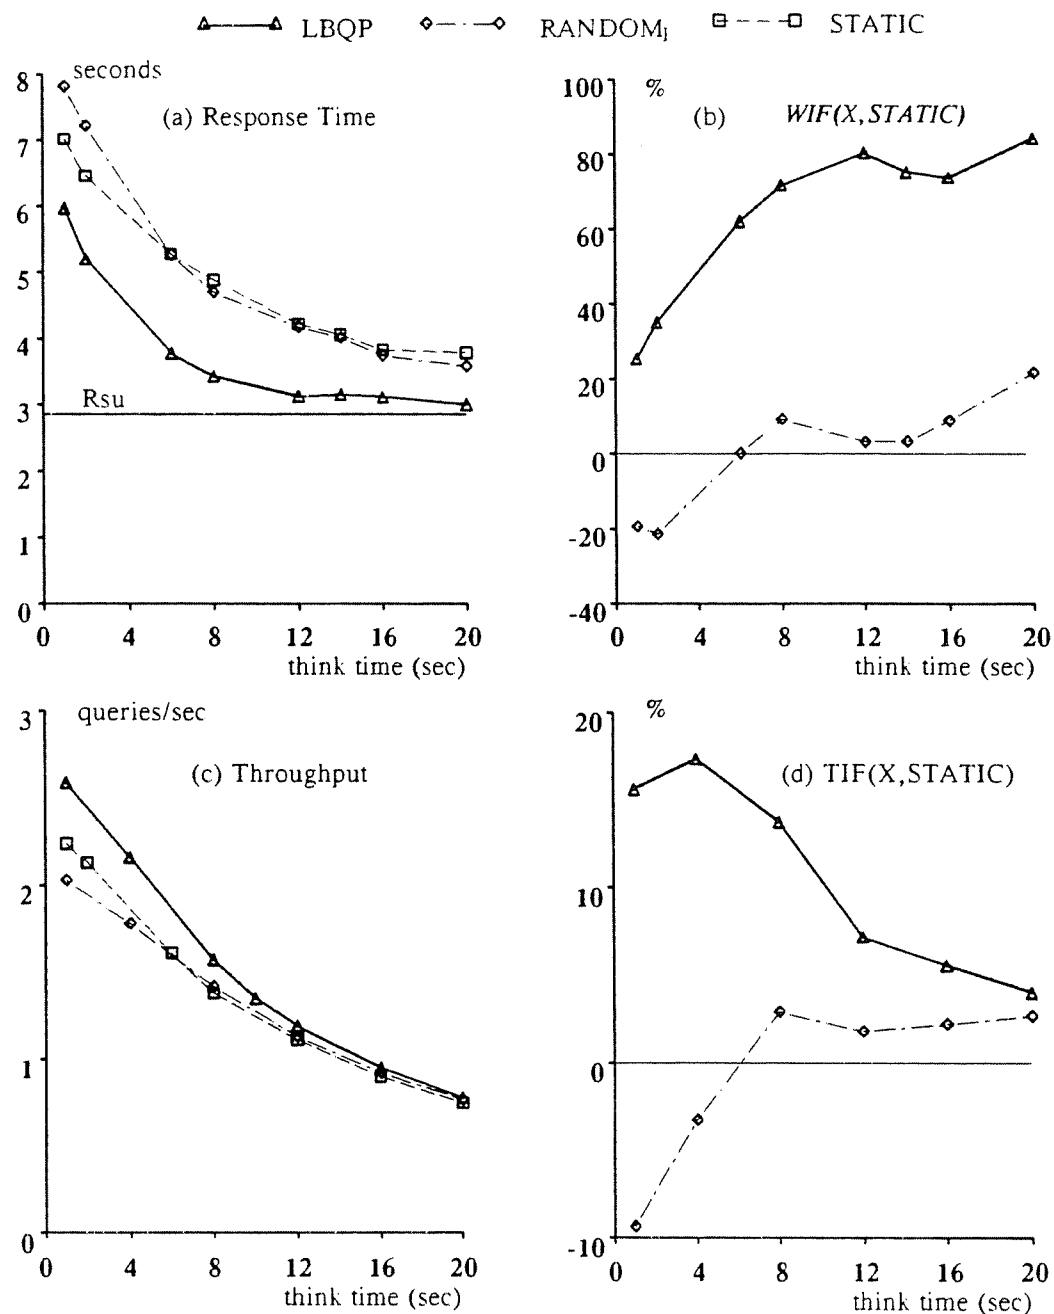 LBQP RANDOMj STATIC
seconds
(a) Response Time
8
7
6
5
4
3
2
1
0
Rsu
0 4 8 12 16 20
think time (sec)
%
(b) WIF(X,STATIC)
100
80
60
40
20
0
-20
-40
0 4 8 12 16 20
think time (sec)
queries/sec
(c) Throughput
3
2
1
0
0 4 8 12 16 20
think time (sec)
%
(d) TIF(X,STATIC)
20
10
0
-10
0 4 8 12 16 20
think time (sec)